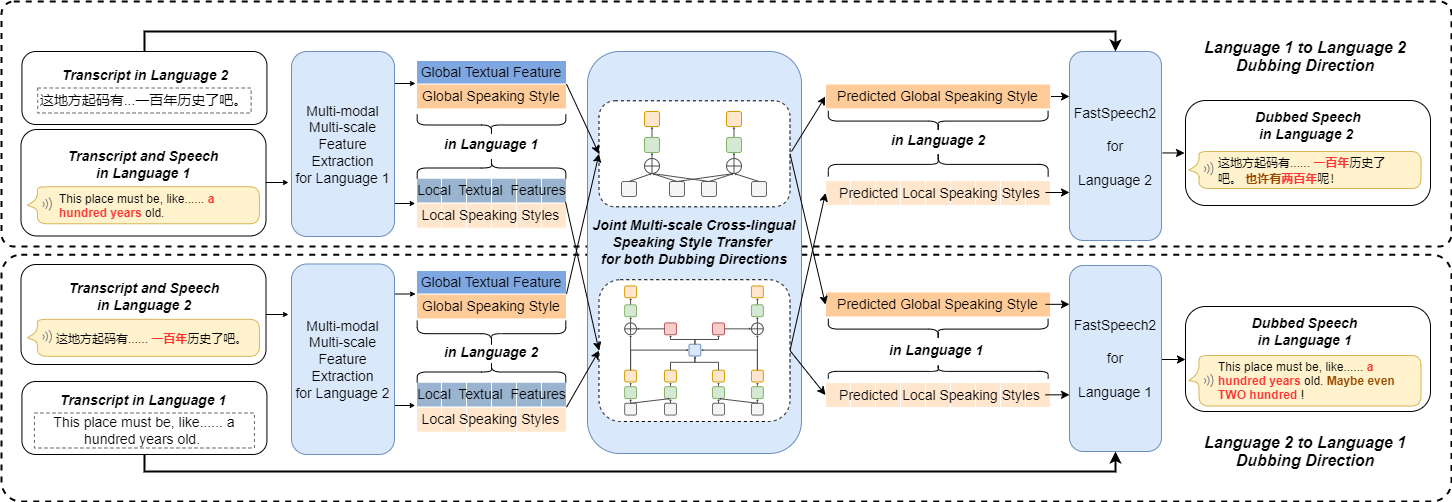 Transcript in Language 2
这地方起码有...一百年历史了吧。
Transcript and Speech
in Language 1
This place must be, like...... a
hundred years old.
Multi-modal
Multi-scale
Feature
Extraction
for Language 1
Global Textual Feature
Global Speaking Style
in Language 1
Local Textual Features
Local Speaking Styles
Joint Multi-scale Cross-lingual
Speaking Style Transfer
for both Dubbing Directions
Predicted Global Speaking Style
in Language 2
Predicted Local Speaking Styles
FastSpeech2
for
Language 2
Language 1 to Language 2
Dubbing Direction
Dubbed Speech
in Language 2
这地方起码有...... 一百年历史了
吧。 也许有两百年呢！
Transcript and Speech
in Language 2
这地方起码有...... 一百年历史了吧。
Transcript in Language 1
This place must be, like...... a
hundred years old.
Multi-modal
Multi-scale
Feature
Extraction
for Language 2
Global Textual Feature
Global Speaking Style
in Language 2
Local Textual Features
Local Speaking Styles
Predicted Global Speaking Style
in Language 1
Predicted Local Speaking Styles
FastSpeech2
for
Language 1
Dubbed Speech
in Language 1
This place must be, like...... a
hundred years old. Maybe even
TWO hundred !
Language 2 to Language 1
Dubbing Direction